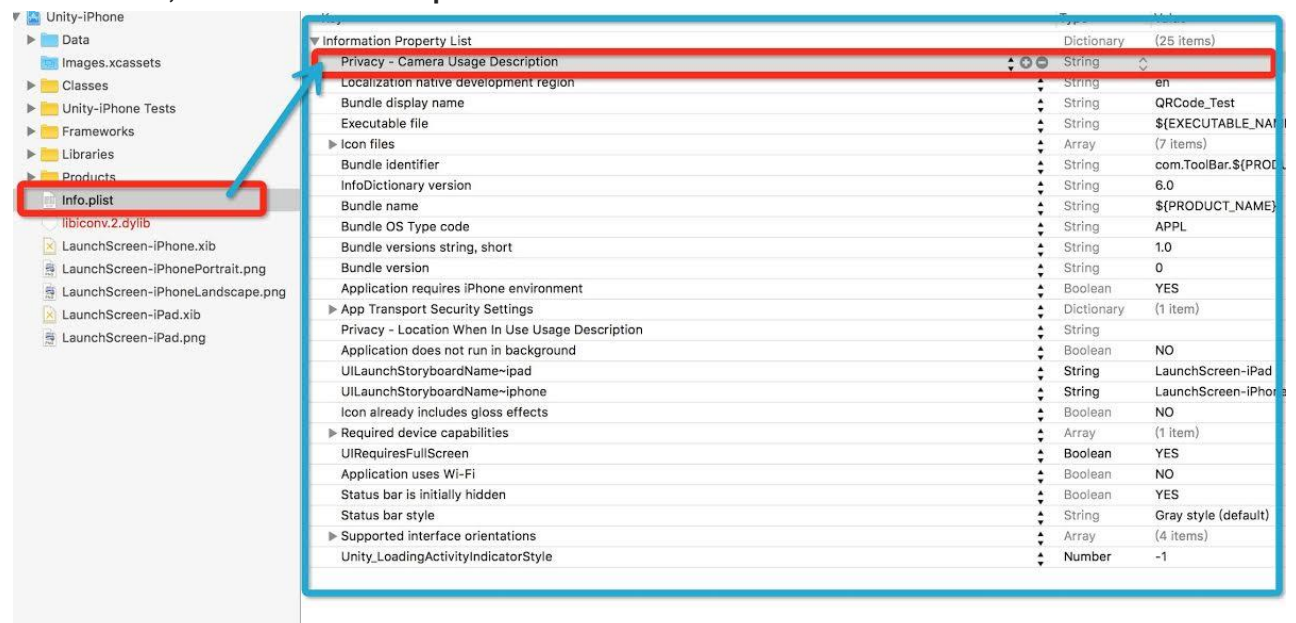 Unity-iPhone
Data
Images.xcassets
Classes
Unity-iPhone Tests
Frameworks
Libraries
Products
Info.plist
libiconv.2.dylib
LaunchScreen-iPhone.xib
LaunchScreen-iPhonePortrait.png
LaunchScreen-iPhoneLandscape.png
LaunchScreen-iPad.xib
LaunchScreen-iPad.png
Information Property List Dictionary (25 items)
Privacy - Camera Usage Description String
Localization native development region String en
Bundle display name String QRCode_Test
Executable file String ${EXECUTABLE_NAM
Icon files Array (7 items)
Bundle identifier String com.ToolBar.${PRODU
InfoDictionary version String 6.0
Bundle name String ${PRODUCT_NAME}
Bundle OS Type code String APPL
Bundle versions string, short String 1.0
Bundle version String 0
Application requires iPhone environment Boolean YES
App Transport Security Settings Dictionary (1 item)
Privacy - Location When In Use Usage Description String
Application does not run in background Boolean NO
UILaunchStoryboardName~ipad String LaunchScreen-iPad
UILaunchStoryboardName~iphone String LaunchScreen-iPhone
Icon already includes gloss effects Boolean NO
Required device capabilities Array (1 item)
UIRequiresFullScreen Boolean YES
Application uses Wi-Fi Boolean NO
Status bar is initially hidden Boolean YES
Status bar style String Gray style (default)
Supported interface orientations Array (4 items)
Unity_LoadingActivityIndicatorStyle Number -1